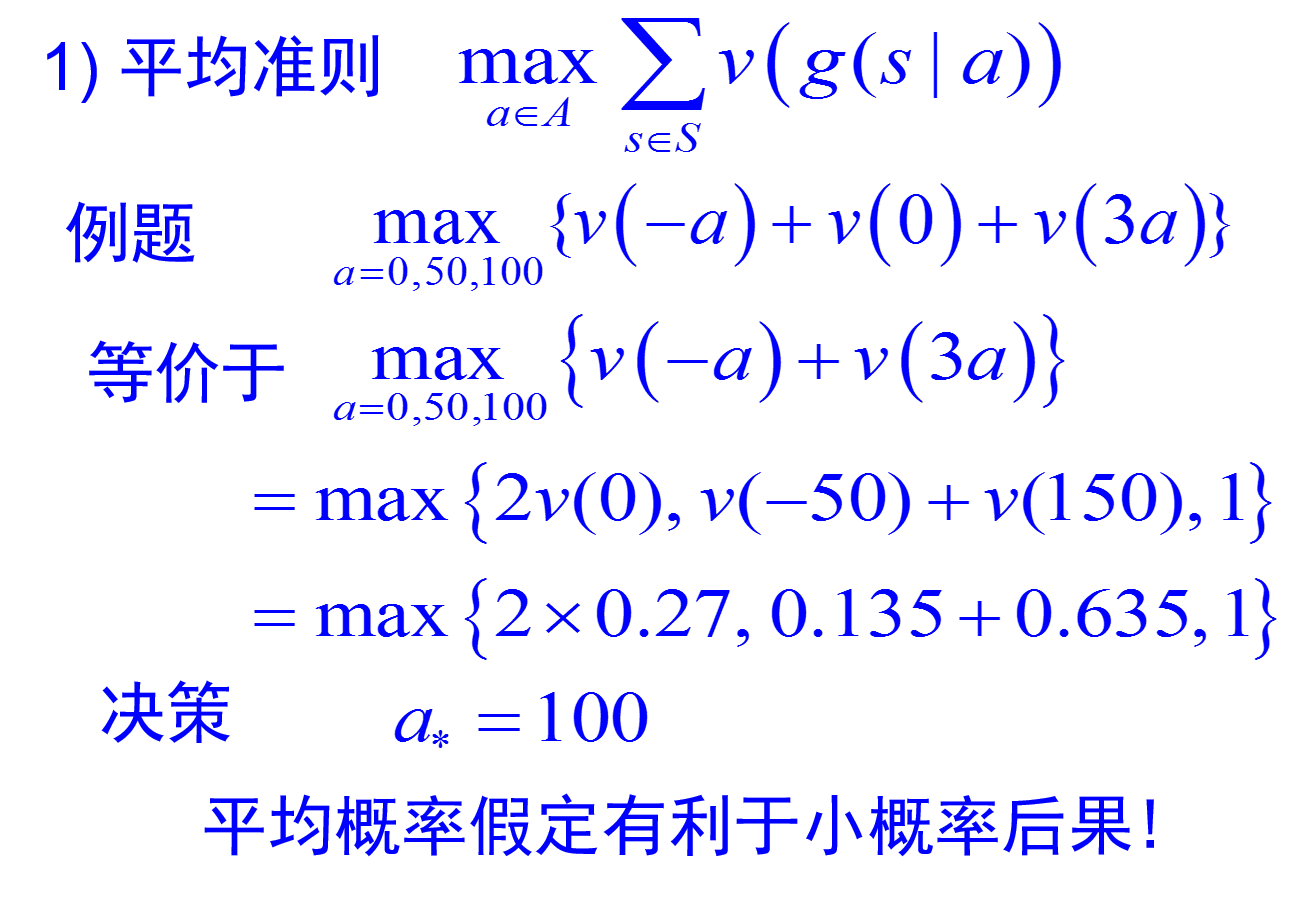 1) 平均准则 max_{a∈A} ∑_{s∈S} v(g(s | a))
例题 max_{a=0,50,100} {v(−a) + v(0) + v(3a)}
等价于 max_{a=0,50,100} {v(−a) + v(3a)}
= max {2v(0), v(−50) + v(150), 1}
= max {2 × 0.27, 0.135 + 0.635, 1}
决策 a_* = 100
平均概率假定有利于小概率后果！